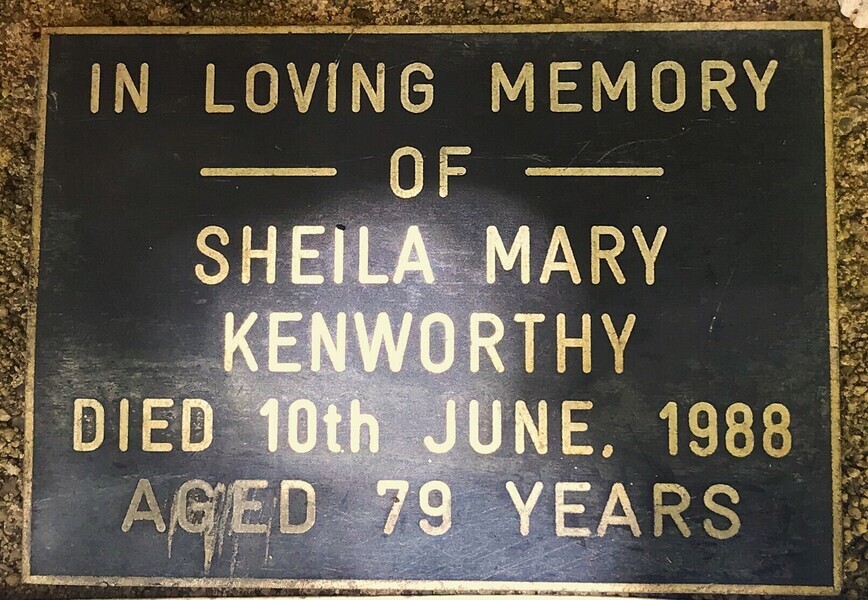 IN LOVING MEMORY
OF
SHEILA MARY
KENWORTHY
DIED 10th JUNE. 1988
AGED 79 YEARS